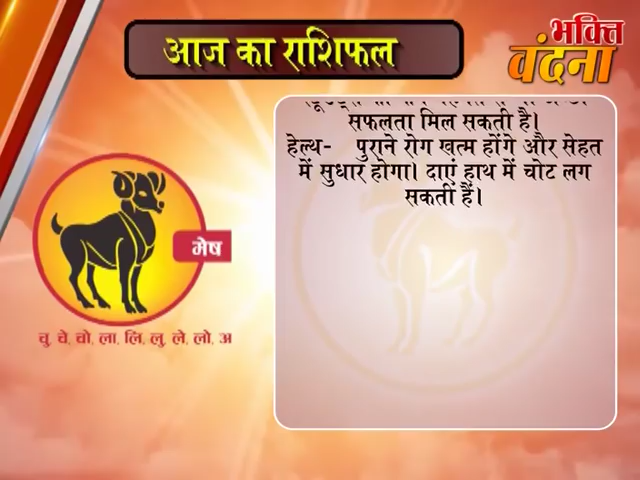 आज का राशिफल
भक्ति
वंदना
सफलता मिल सकती है।
हेल्थ- पुराने रोग खत्म होंगे और सेहत
में सुधार होगा। दाएं हाथ में चोट लग
सकती हैं।
मेष
चु, चे, चो, ला, लि, लु, ले, लो, अ